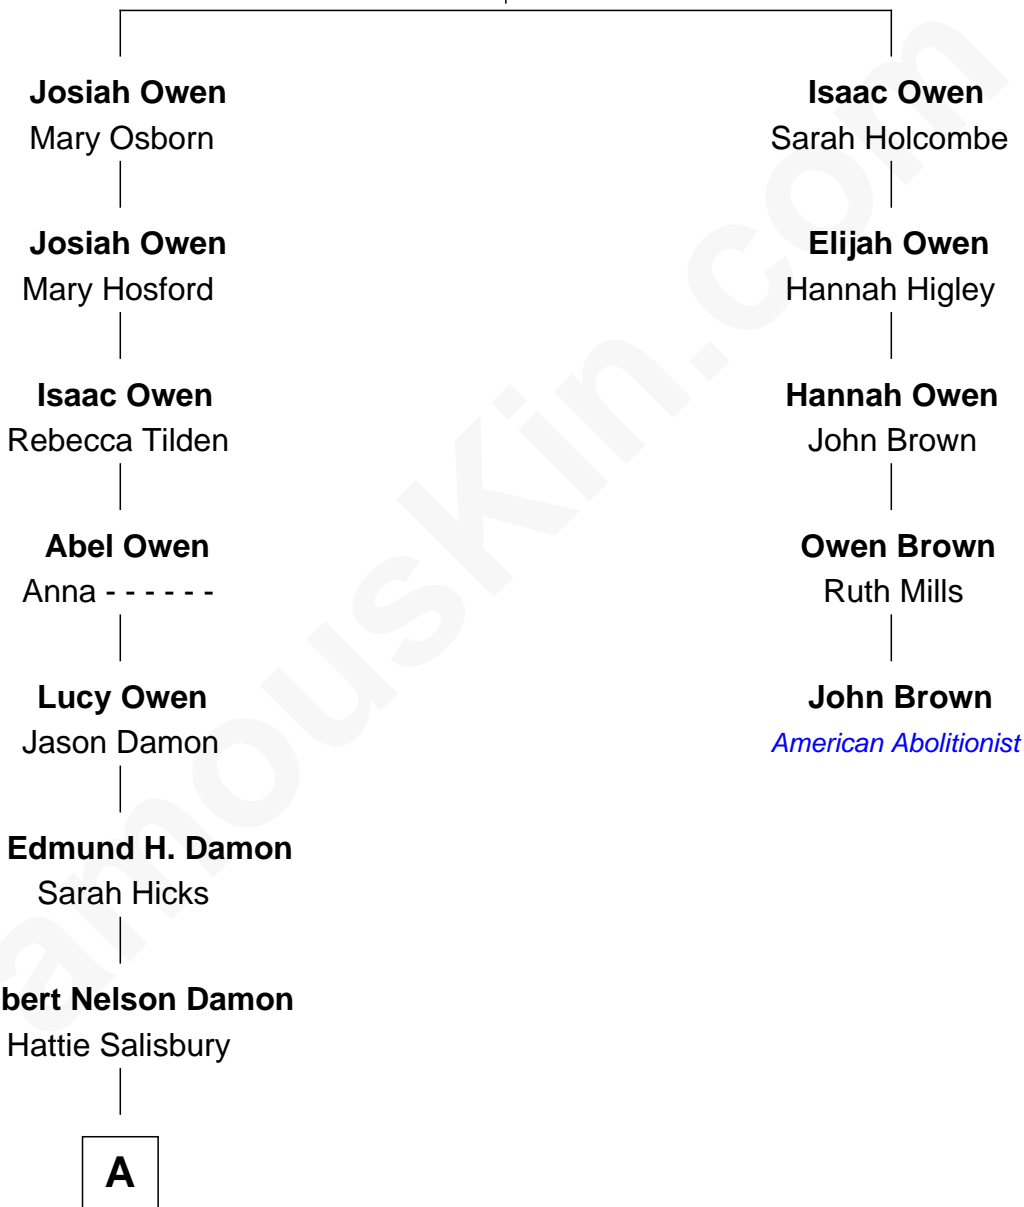 Josiah Owen
Mary Osborn
Josiah Owen
Mary Hosford
Isaac Owen
Rebecca Tilden
Abel Owen
Anna - - - - - -
Lucy Owen
Jason Damon
Edmund H. Damon
Sarah Hicks
bert Nelson Damon
Hattie Salisbury
A
Isaac Owen
Sarah Holcombe
Elijah Owen
Hannah Higley
Hannah Owen
John Brown
Owen Brown
Ruth Mills
John Brown
American Abolitionist
amouskin.com